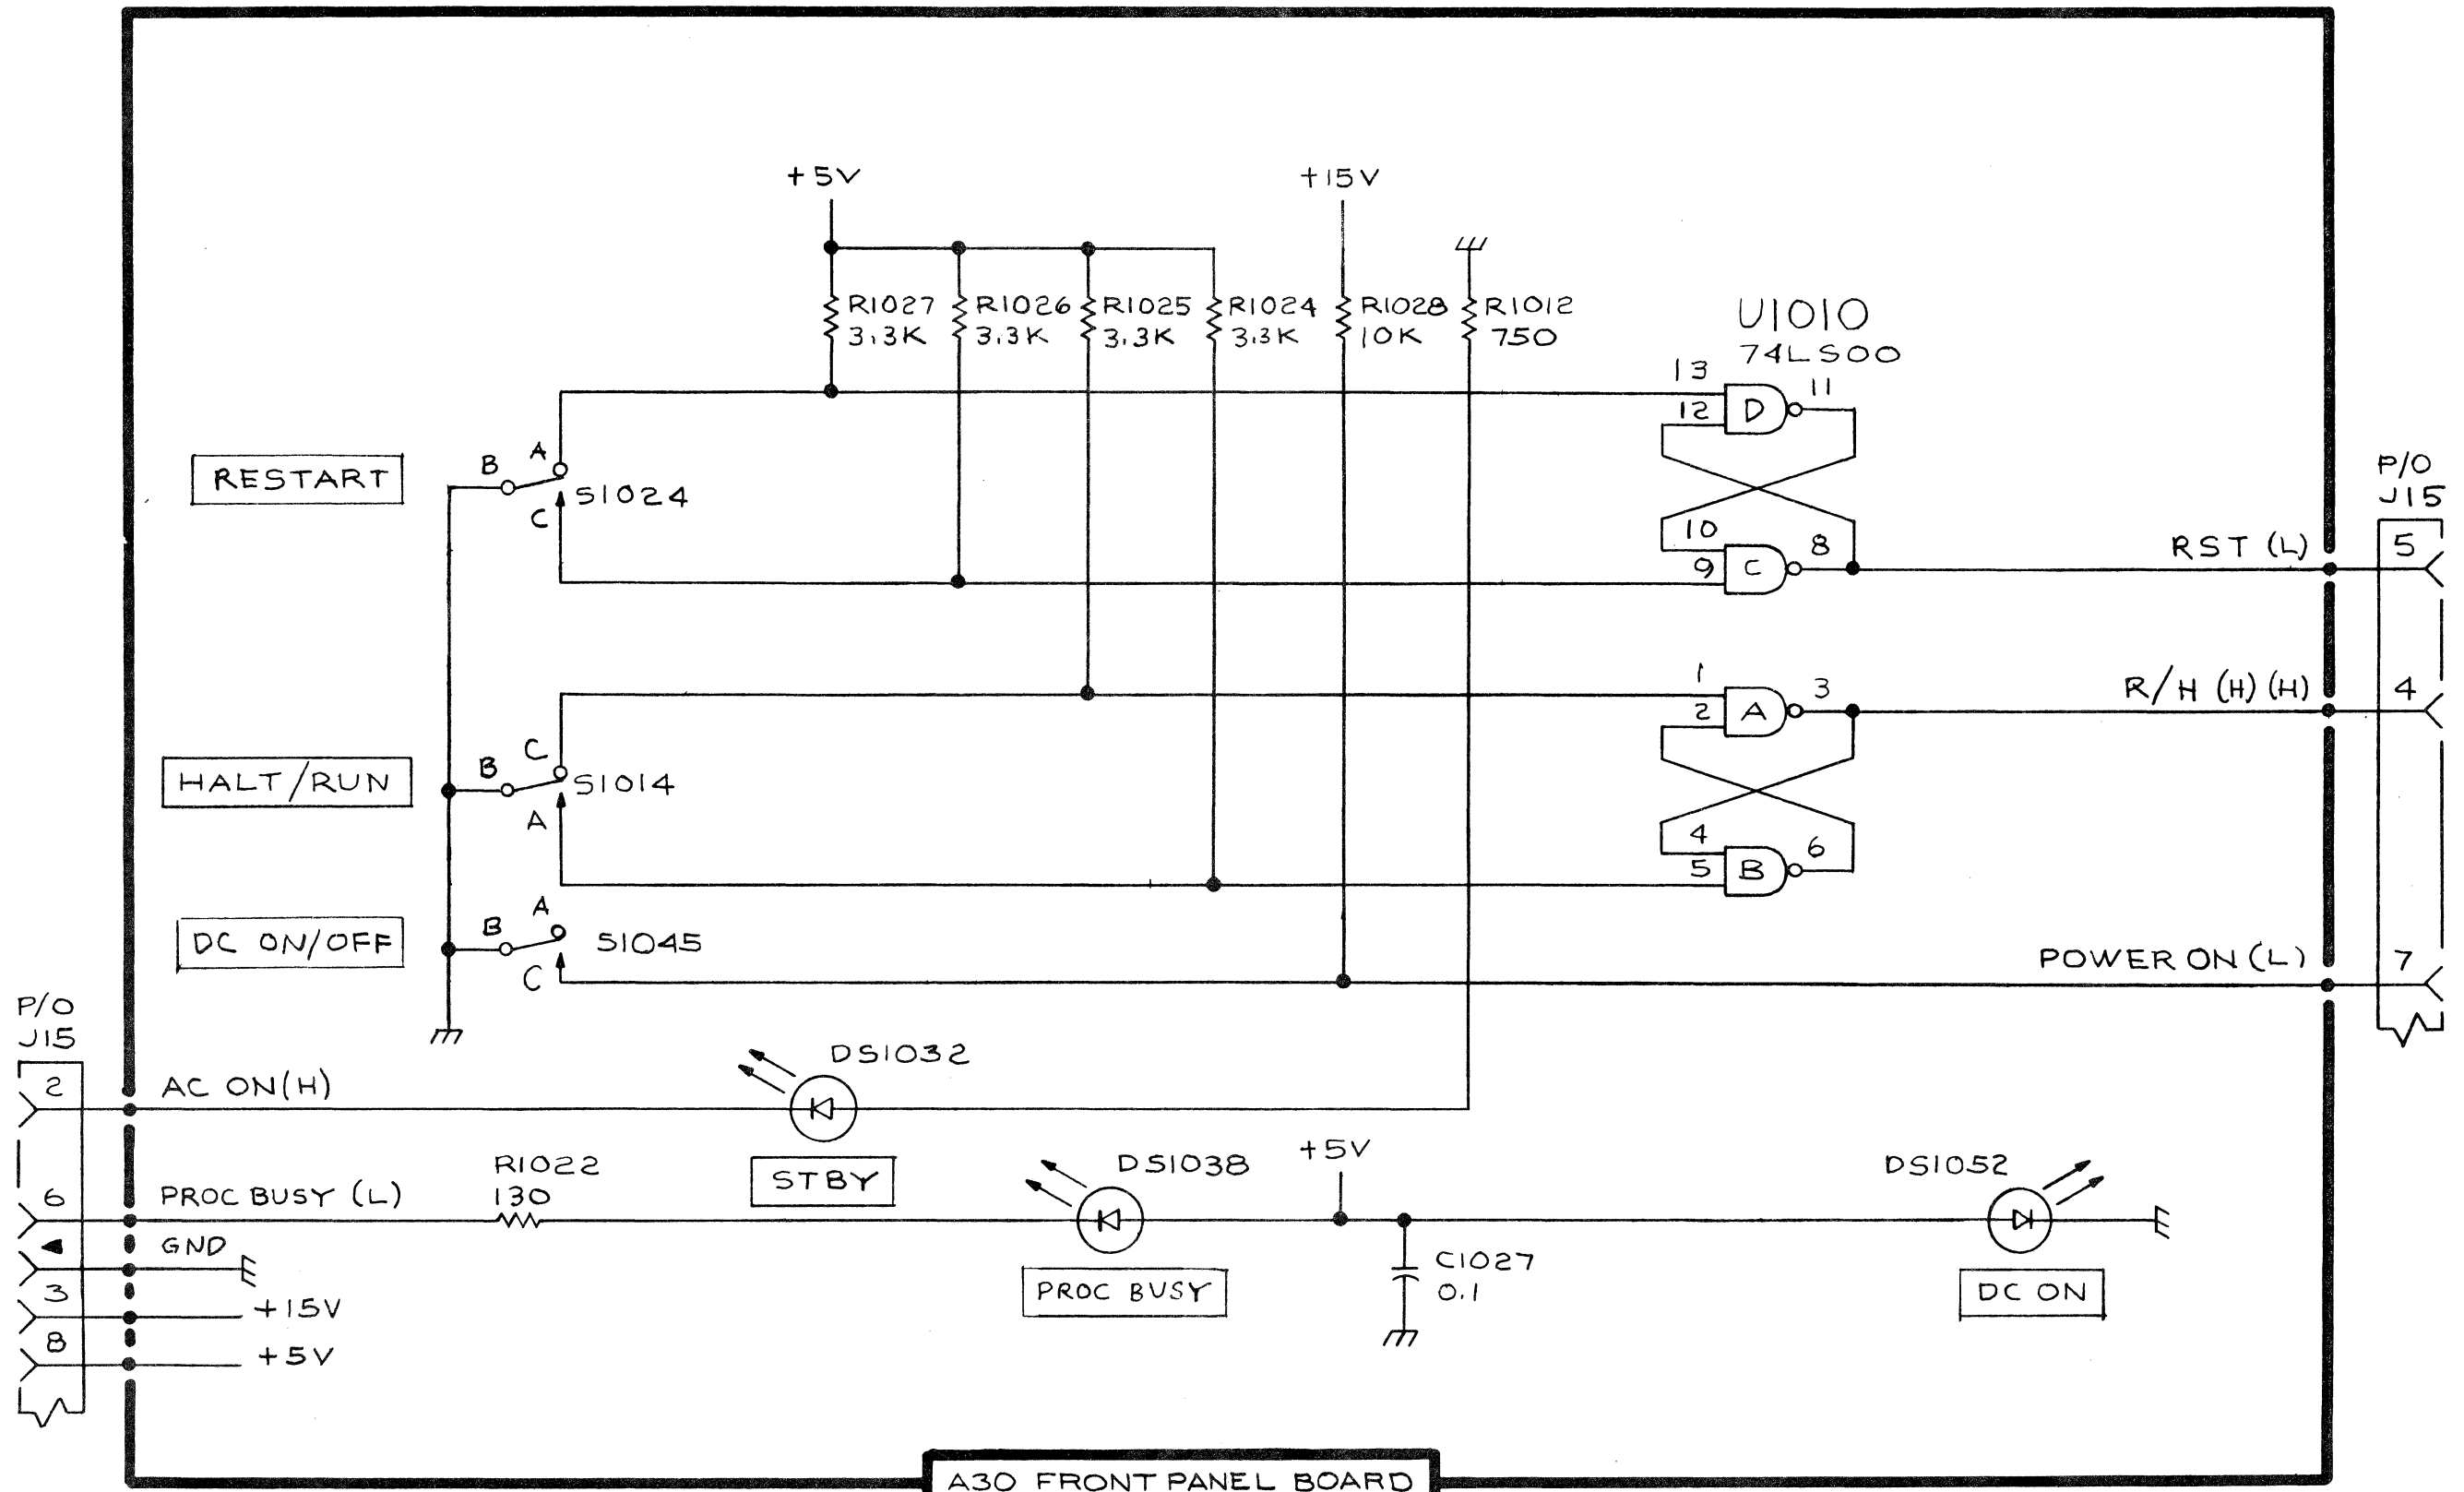 +5V
+15V
R1027
3.3K
R1026
3.3K
R1025
3.3K
R1024
3.3K
R1028
10K
R1012
750
U1010
74LS00
13
12
D
11
RESTART
B
A
C
S1024
10
9
C
8
RST (L)
P/O
J15
5
1
2
A
3
R/H (H) (H)
4
HALT/RUN
B
C
A
S1014
4
5
B
6
DC ON/OFF
B
A
C
S1045
POWER ON (L)
7
P/O
J15
2
AC ON(H)
DS1032
STBY
6
PROC BUSY (L)
R1022
130
DS1038
PROC BUSY
+5V
C1027
0.1
DS1052
DC ON
GND
3
+15V
8
+5V
A30 FRONT PANEL BOARD